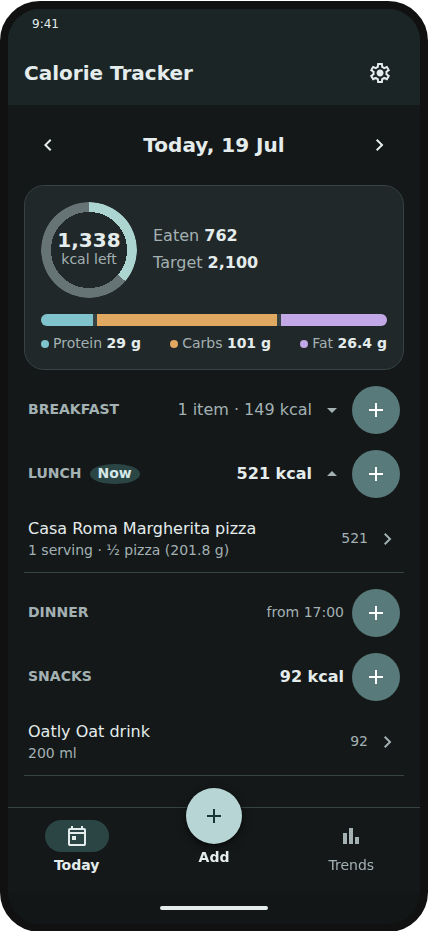 9:41
Calorie Tracker
Today, 19 Jul
1,338
kcal left
Eaten 762
Target 2,100
Protein 29 g Carbs 101 g Fat 26.4 g
BREAKFAST 1 item · 149 kcal
LUNCH Now 521 kcal
Casa Roma Margherita pizza
1 serving · ½ pizza (201.8 g)
521
DINNER from 17:00
SNACKS 92 kcal
Oatly Oat drink
200 ml
92
Today
Add
Trends